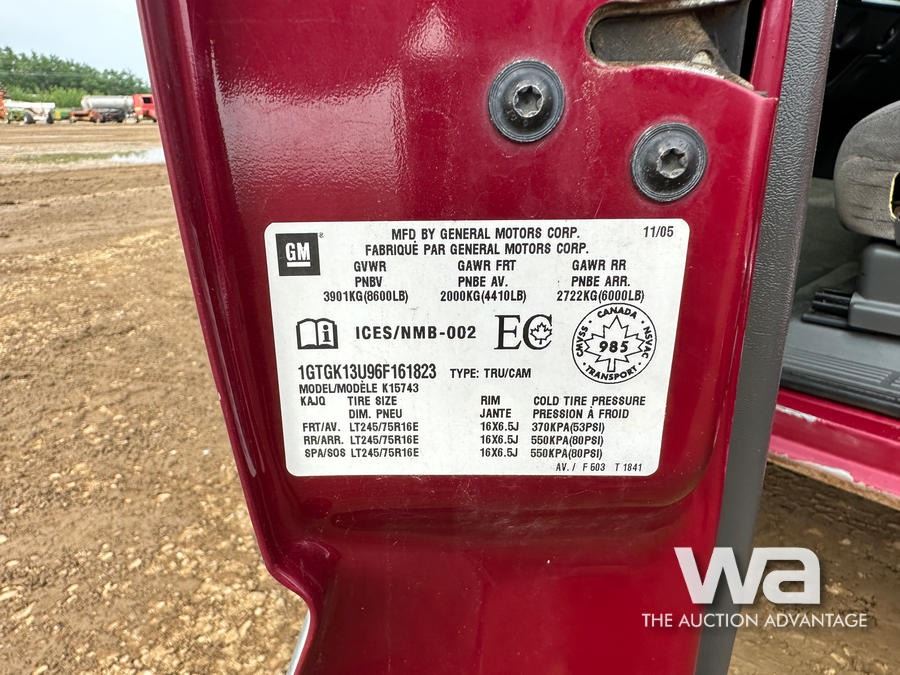 MFD BY GENERAL MOTORS CORP. 11/05
GM ®
FABRIQUÉ PAR GENERAL MOTORS CORP.
GVWR GAWR FRT GAWR RR
PNBV PNBE AV. PNBE ARR.
3901KG(8600LB) 2000KG(4410LB) 2722KG(6000LB)
ICES/NMB-002 EC CANADA CMVSS NSVAC 985 TRANSPORT
1GTGK13U96F161823 TYPE: TRU/CAM
MODEL/MODÈLE K15743
KAJQ TIRE SIZE RIM COLD TIRE PRESSURE
DIM. PNEU JANTE PRESSION À FROID
FRT/AV. LT245/75R16E 16X6.5J 370KPA(53PSI)
RR/ARR. LT245/75R16E 16X6.5J 550KPA(80PSI)
SPA/SOS LT245/75R16E 16X6.5J 550KPA(80PSI)
AV. / F 603 T 1841
wa
THE AUCTION ADVANTAGE